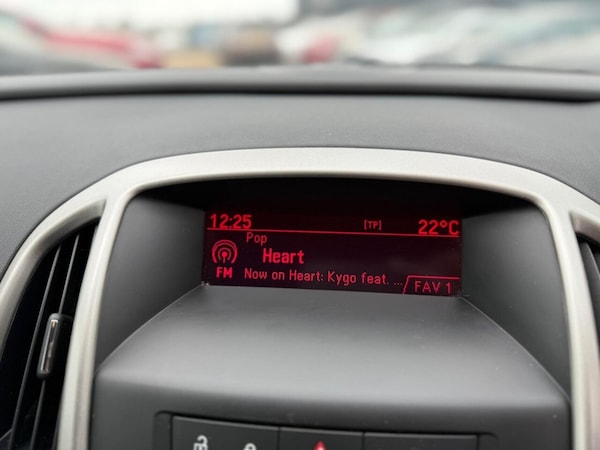 12:25 [TP] 22°C
Pop
Heart
FM
Now on Heart: Kygo feat. ...
FAV 1